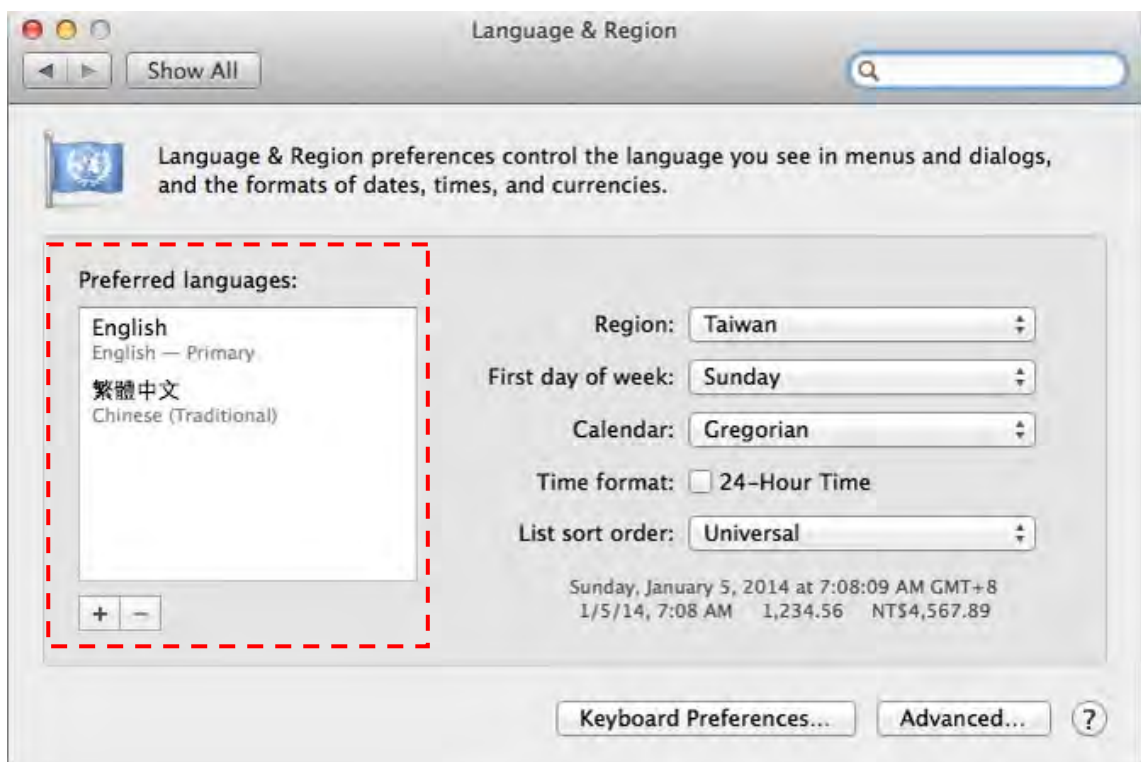 Language & Region
Show All
Language & Region preferences control the language you see in menus and dialogs,
and the formats of dates, times, and currencies.
Preferred languages:
English
English — Primary
繁體中文
Chinese (Traditional)
+ −
Region: Taiwan
First day of week: Sunday
Calendar: Gregorian
Time format: 24-Hour Time
List sort order: Universal
Sunday, January 5, 2014 at 7:08:09 AM GMT+8
1/5/14, 7:08 AM 1,234.56 NT$4,567.89
Keyboard Preferences... Advanced... ?